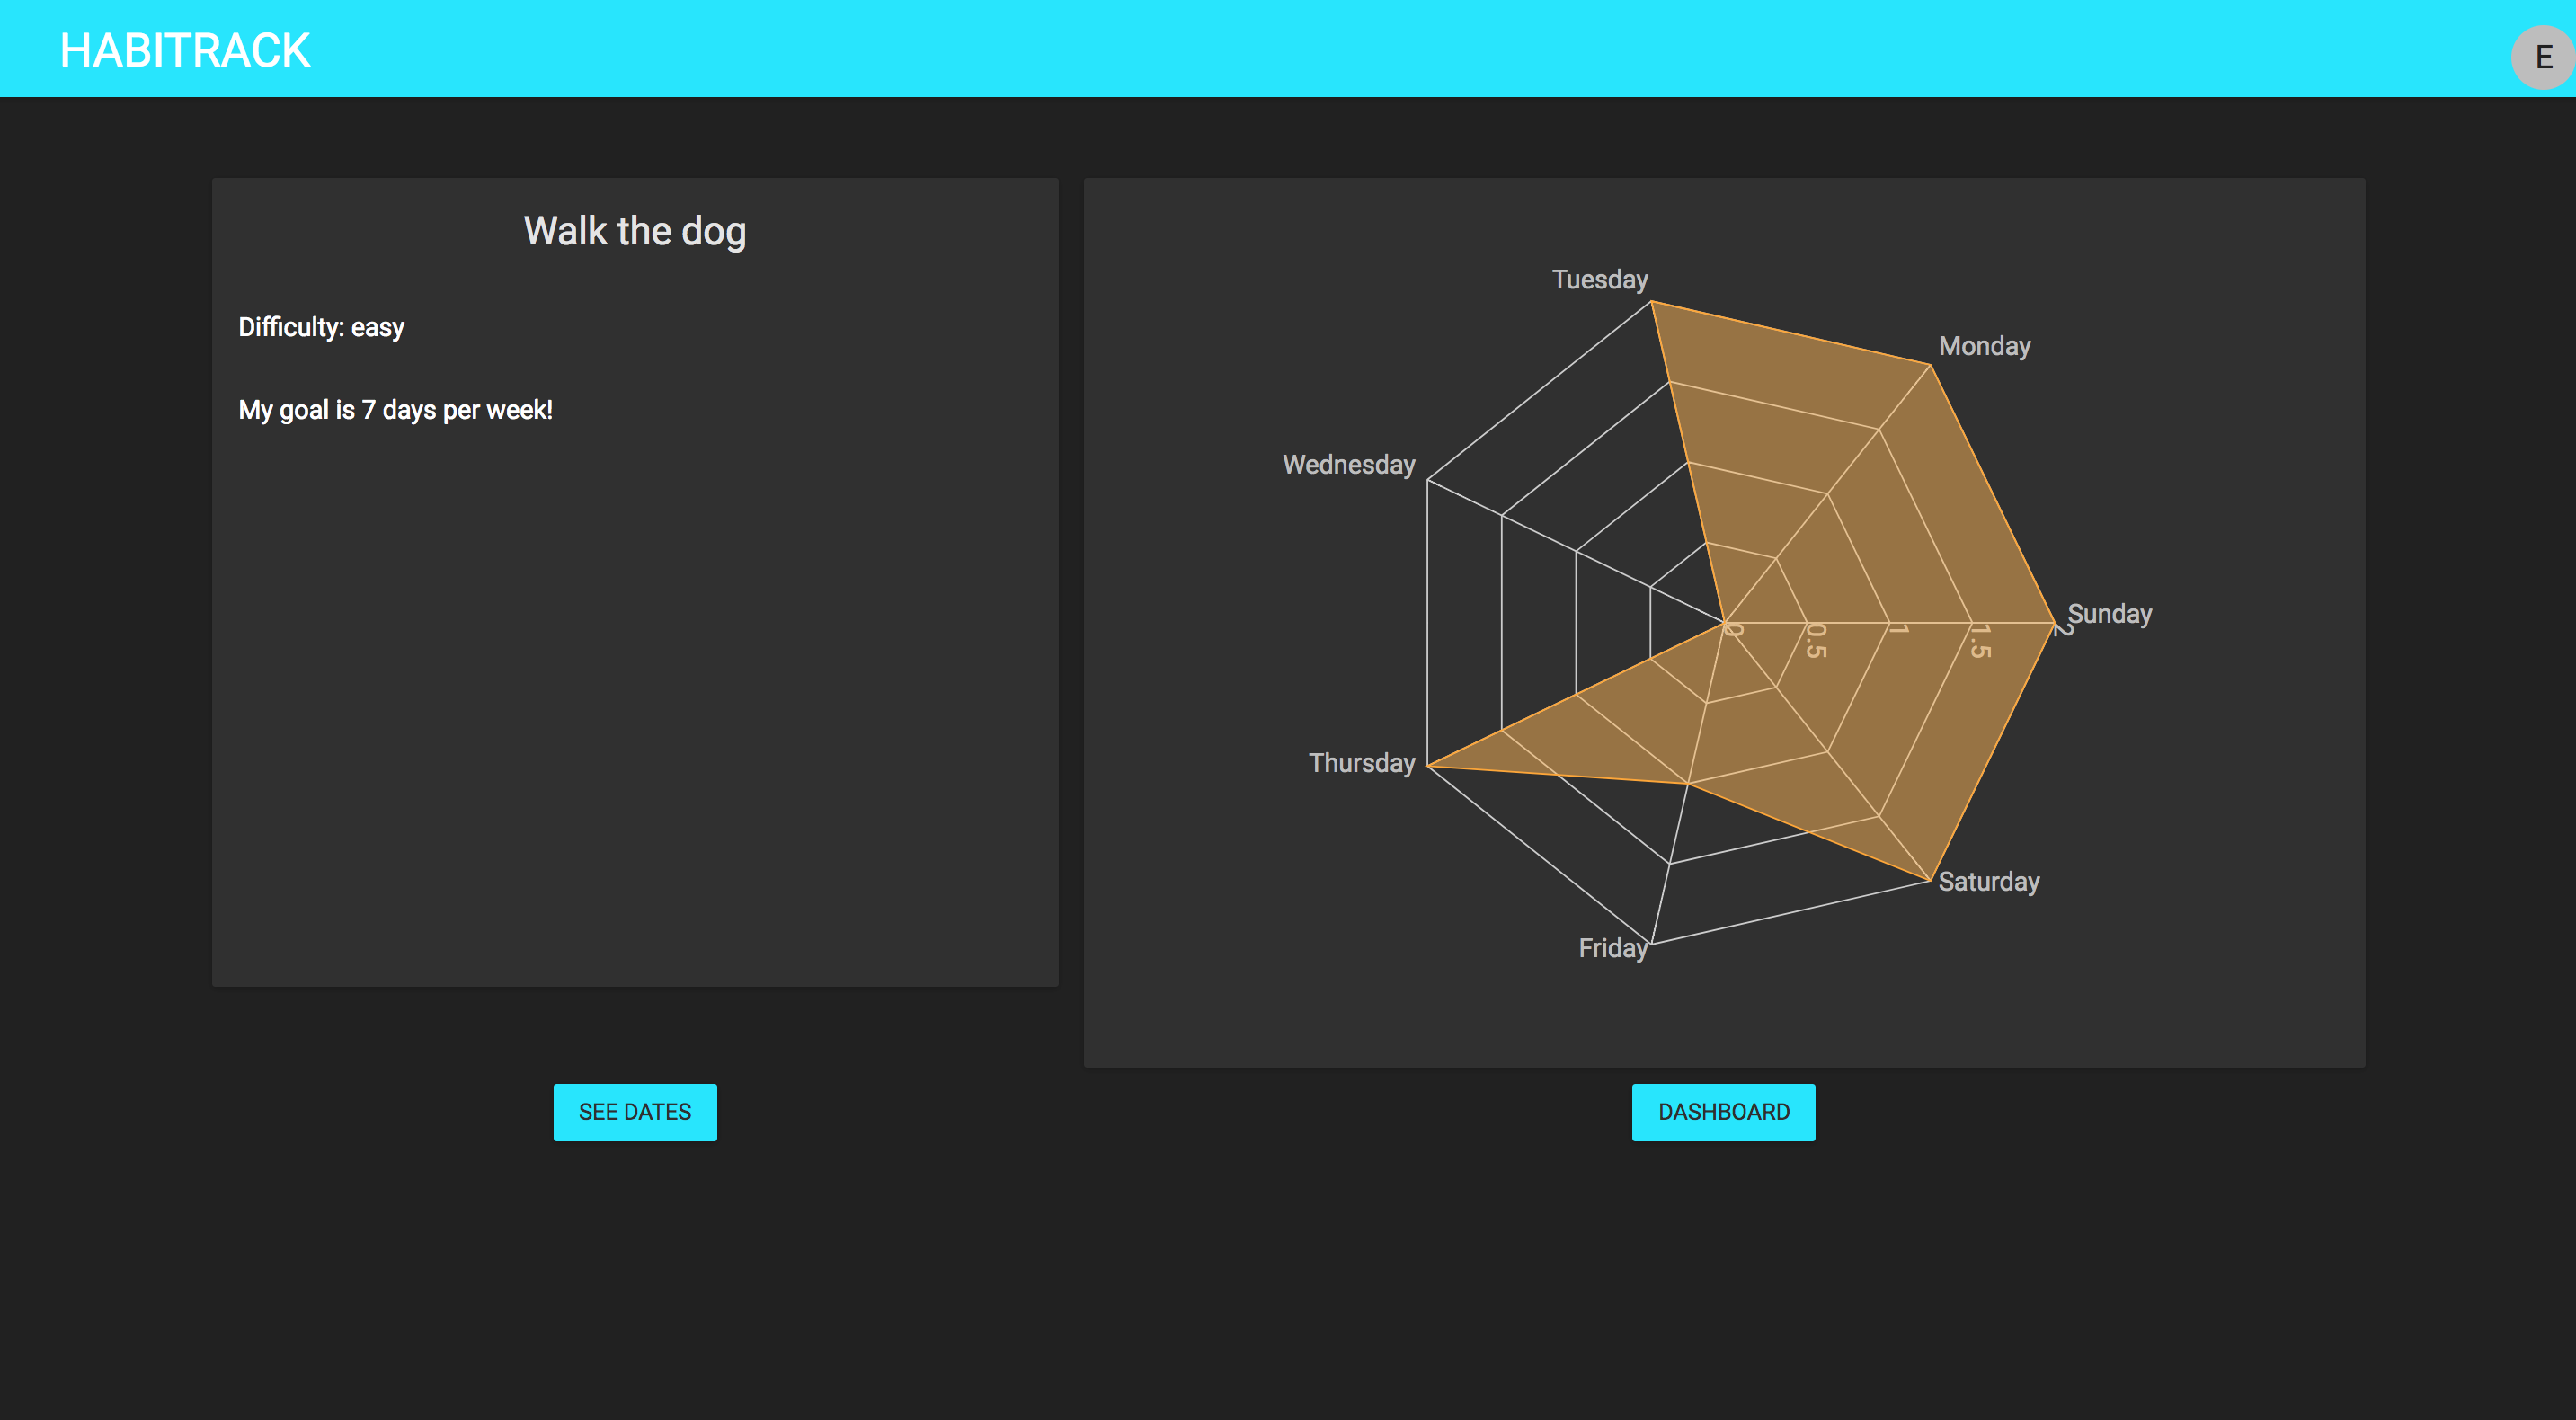 HABITRACK
E
Walk the dog
Difficulty: easy
My goal is 7 days per week!
Tuesday
Monday
Wednesday
Sunday
0
0.5
1
1.5
2
Thursday
Saturday
Friday
SEE DATES
DASHBOARD